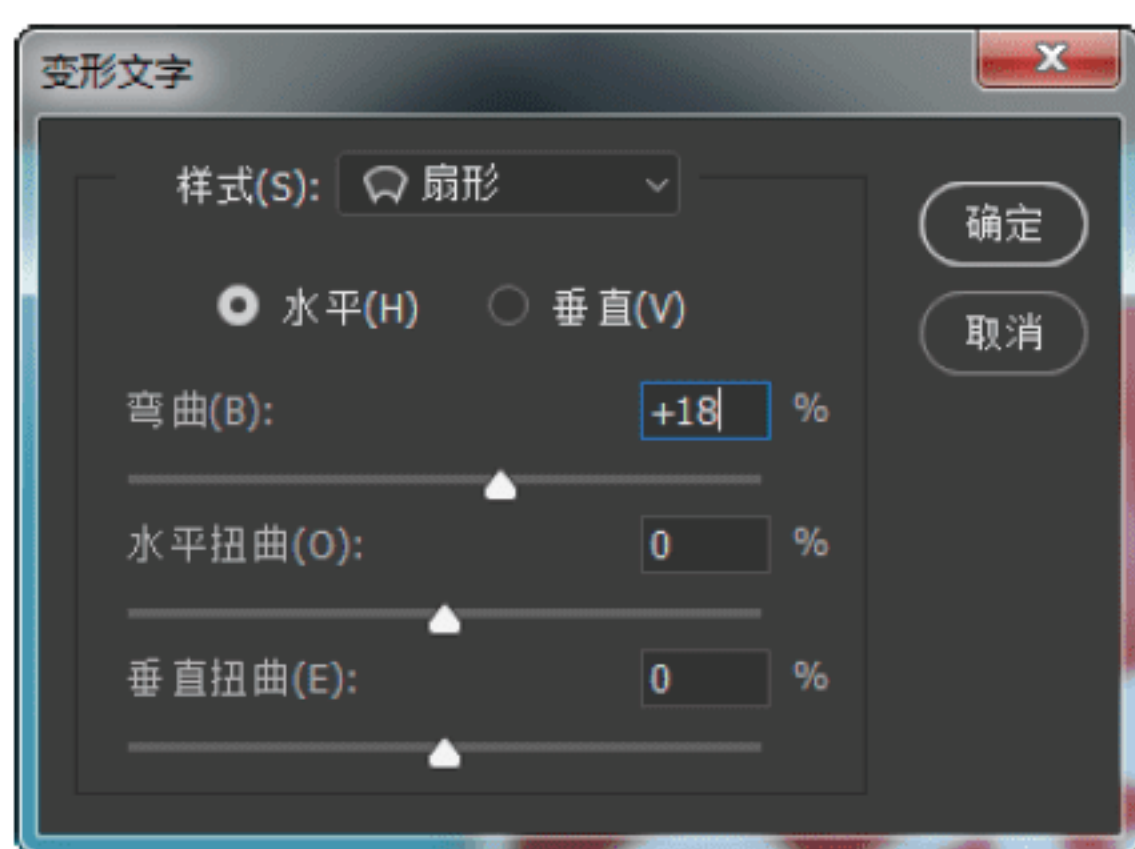 变形文字
样式(S): 扇形
水平(H) 垂直(V)
弯曲(B): +18 %
水平扭曲(O): 0 %
垂直扭曲(E): 0 %
确定
取消